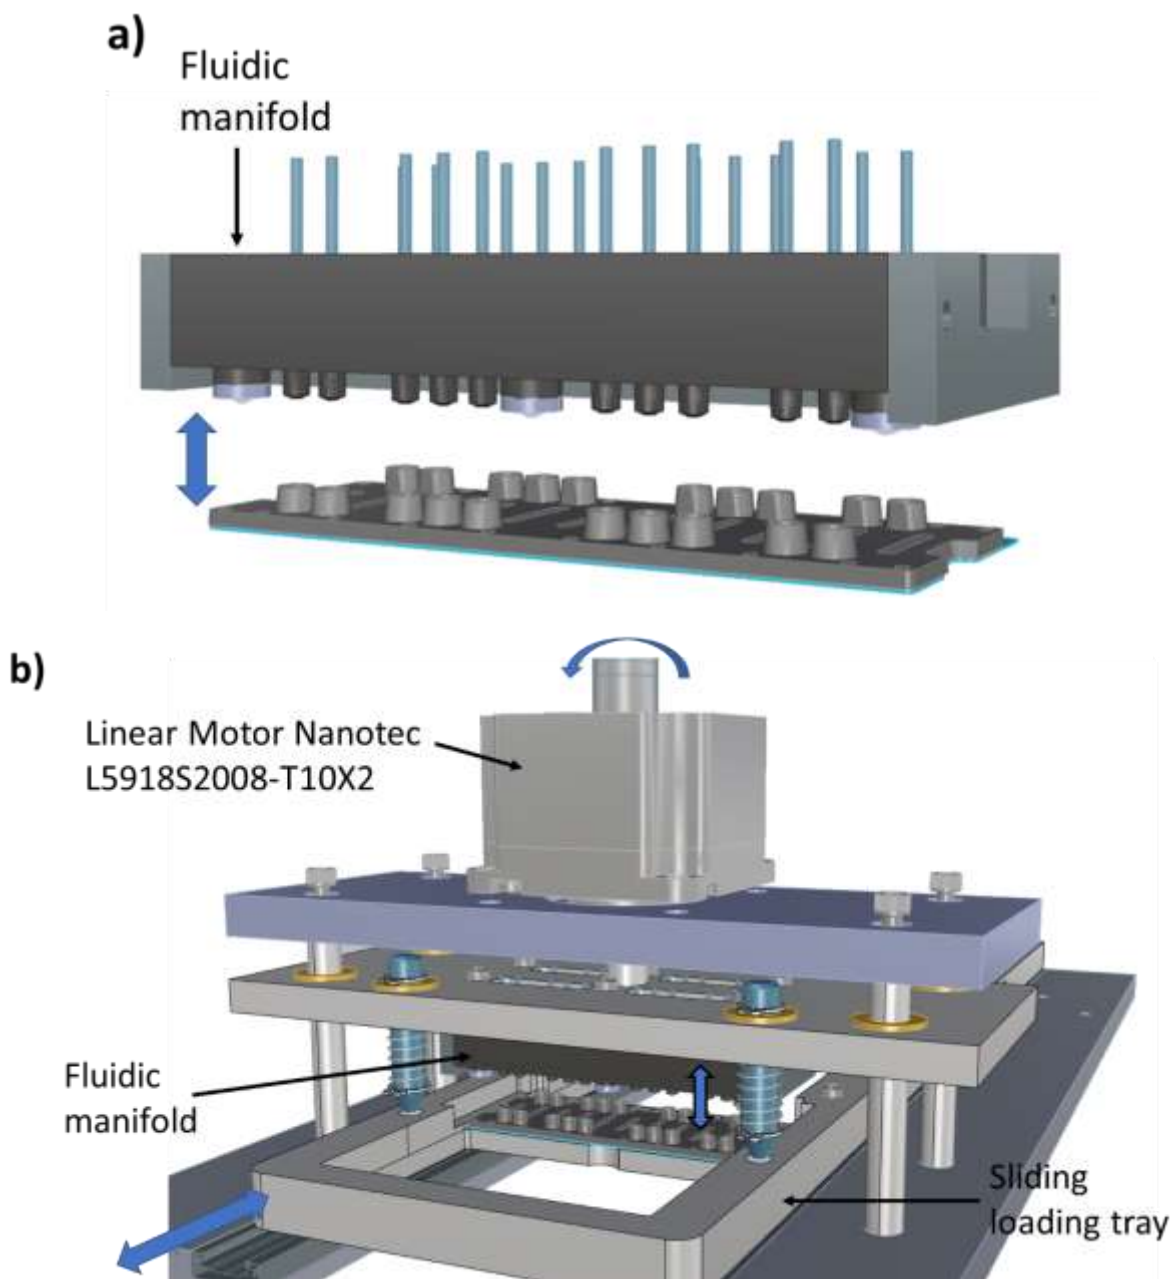 a)
Fluidic
manifold
b)
Linear Motor Nanotec
L5918S2008-T10X2
Fluidic
manifold
Sliding
loading tray